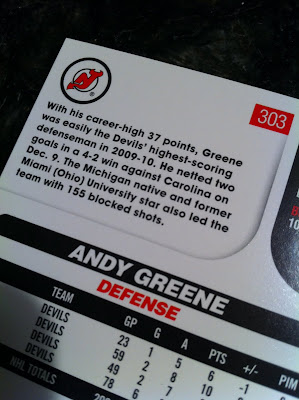 303
With his career-high 37 points, Greene
was easily the Devils' highest-scoring
defenseman in 2009-10. He netted two
goals in a 4-2 win against Carolina on
Dec. 9. The Michigan native and former
Miami (Ohio) University star also led the
team with 155 blocked shots.
ANDY GREENE
DEFENSE
TEAM GP G A PTS +/- PIM
DEVILS 23 1 5 6 -1
DEVILS 59 2 8 10
DEVILS 49 2 7
DEVILS 78 6
NHL TOTALS